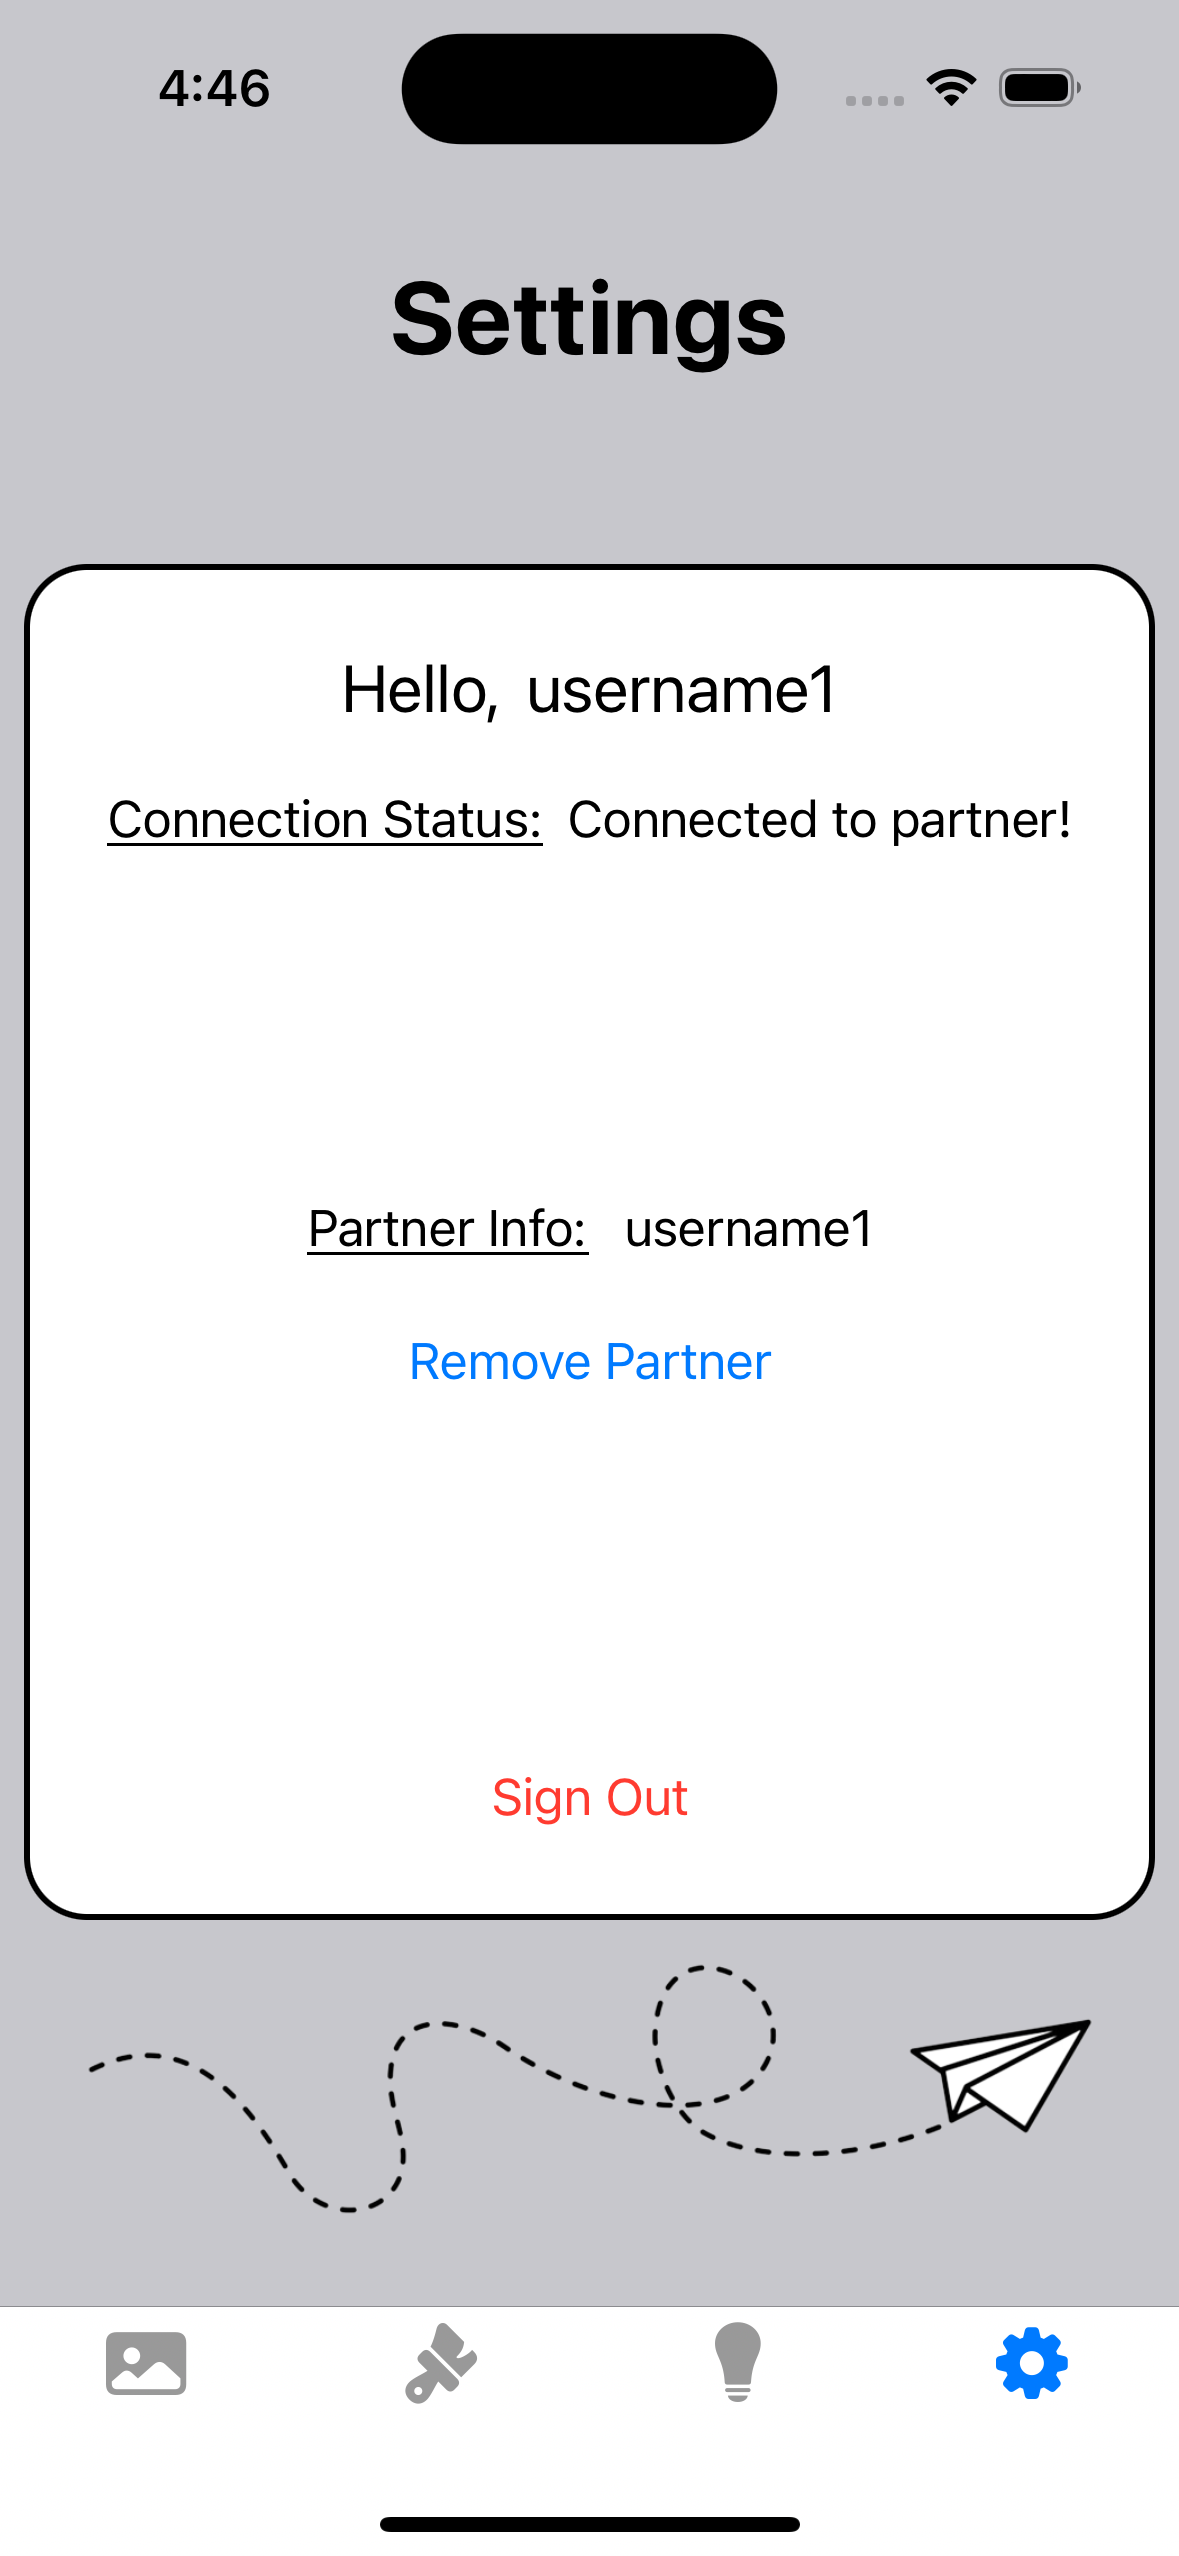 4:46
Settings
Hello, username1
Connection Status: Connected to partner!
Partner Info: username1
Remove Partner
Sign Out